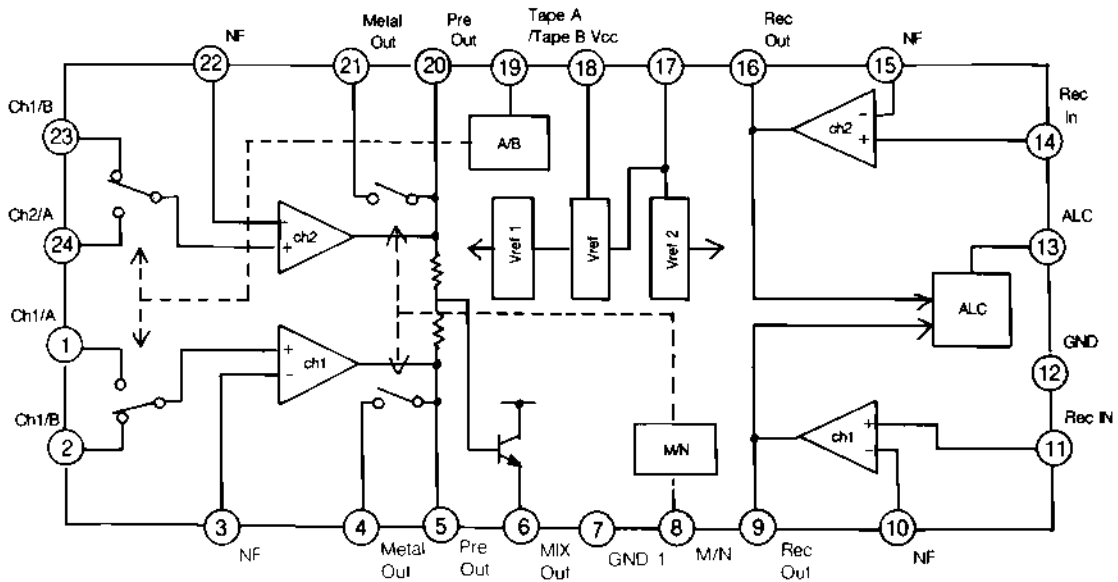 Tape A
Metal
Pre
/Tape B Vcc
Rec
NF
Out
Out
Out
NF
22
21
20
19
18
17
16
15
Ch1/B
Rec
In
23
A/B
-
+
ch2
14
Ch2/A
ALC
24
-
+
ch2
Vref 1
Vref
Vref 2
13
ALC
Ch1/A
1
+
-
ch1
GND
12
Ch1/B
Rec IN
2
M/N
ch1
+
-
11
3
4
5
6
7
8
9
10
NF
Metal
Out
Pre
Out
MIX
Out
GND 1
M/N
Rec
Out
NF